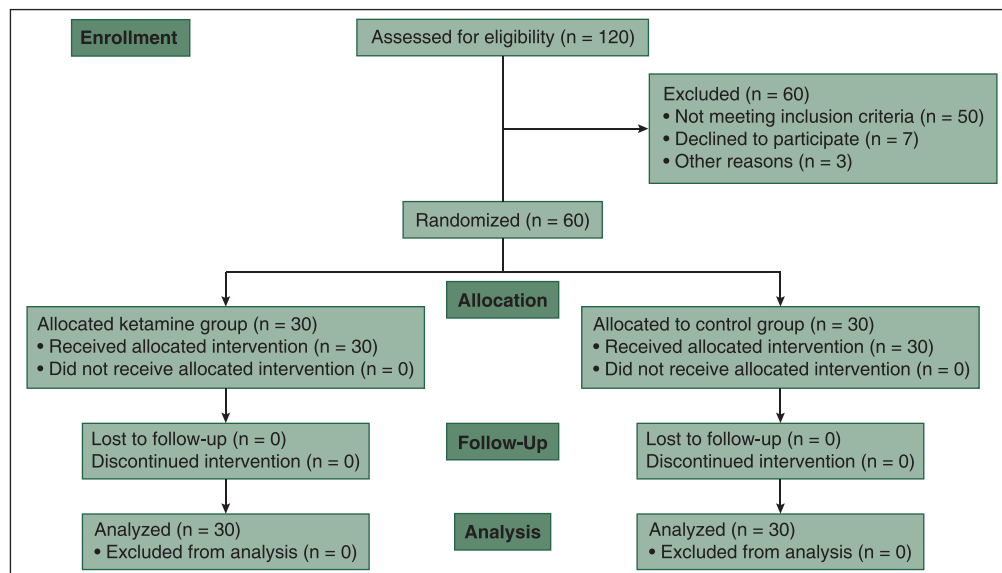 Enrollment
Assessed for eligibility (n = 120)
Excluded (n = 60)
• Not meeting inclusion criteria (n = 50)
• Declined to participate (n = 7)
• Other reasons (n = 3)
Randomized (n = 60)
Allocation
Allocated ketamine group (n = 30)
• Received allocated intervention (n = 30)
• Did not receive allocated intervention (n = 0)
Allocated to control group (n = 30)
• Received allocated intervention (n = 30)
• Did not receive allocated intervention (n = 0)
Follow-Up
Lost to follow-up (n = 0)
Discontinued intervention (n = 0)
Lost to follow-up (n = 0)
Discontinued intervention (n = 0)
Analysis
Analyzed (n = 30)
• Excluded from analysis (n = 0)
Analyzed (n = 30)
• Excluded from analysis (n = 0)